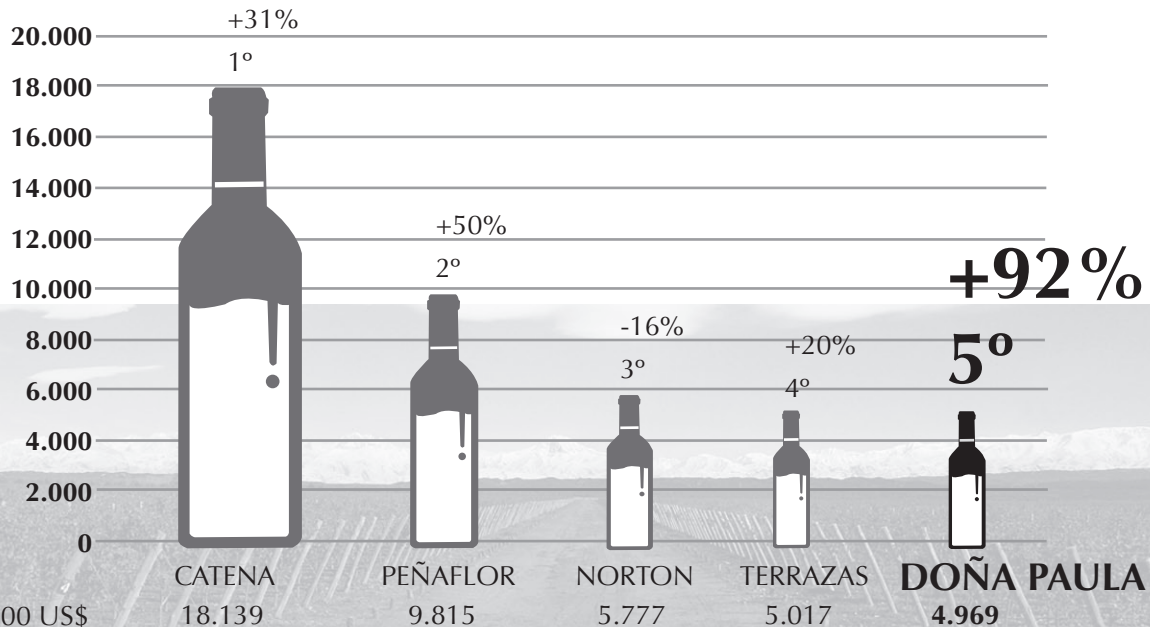 +31%
20.000
1º
18.000
16.000
14.000
+50%
12.000
2º
+92%
10.000
-16%
8.000
+20%
5º
3º
6.000
4º
4.000
2.000
0
CATENA PEÑAFLOR NORTON TERRAZAS DOÑA PAULA
00 US$ 18.139 9.815 5.777 5.017 4.969